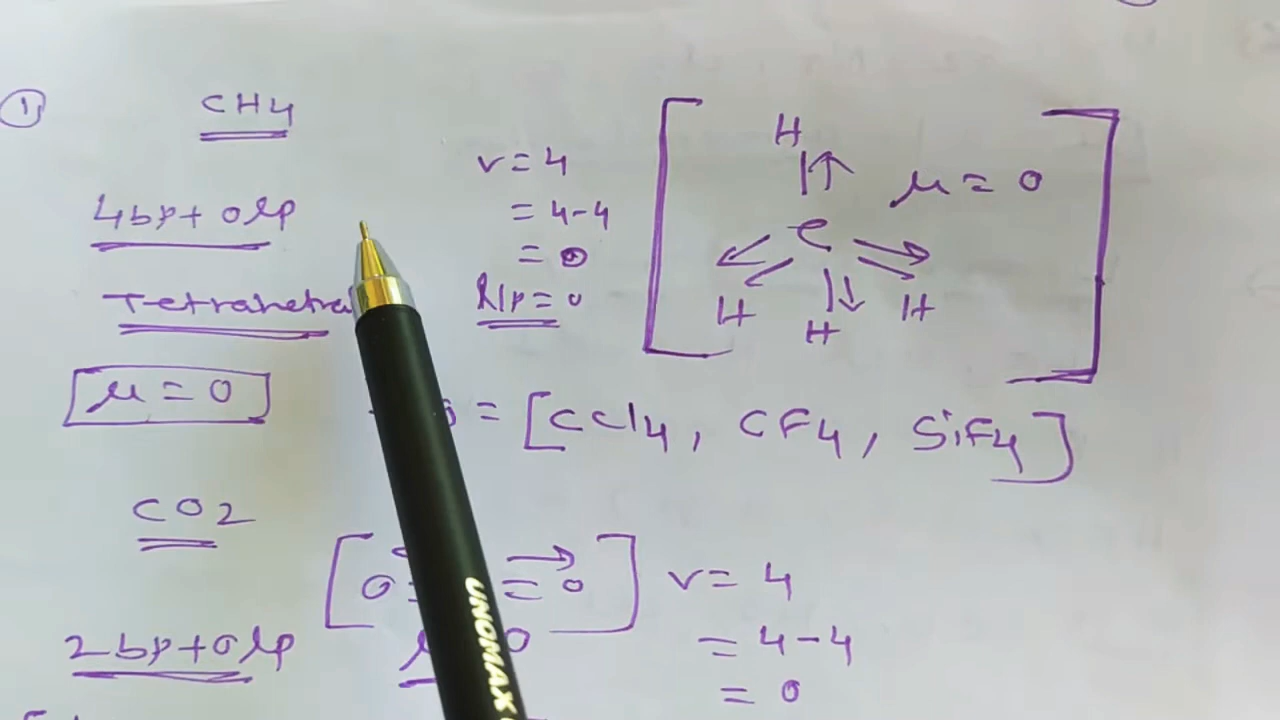 ① CH4
4bp+0lp
Tetrahetra
μ = 0
v = 4
= 4-4
= 0
lp = 0
H
C
μ = 0
H H H
= [CCl4, CF4, SiF4]
CO2
[O = = O]
2bp+0lp
v = 4
= 4-4
= 0
UNOMAX